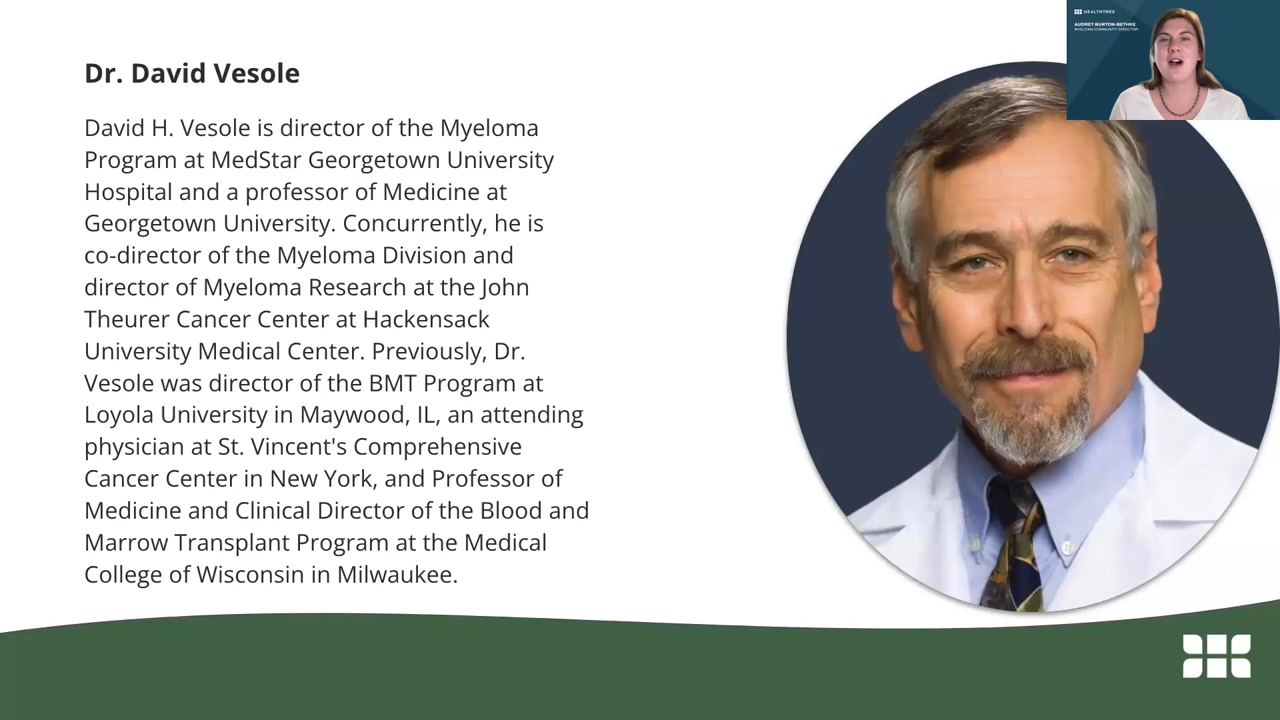 Dr. David Vesole
David H. Vesole is director of the Myeloma
Program at MedStar Georgetown University
Hospital and a professor of Medicine at
Georgetown University. Concurrently, he is
co-director of the Myeloma Division and
director of Myeloma Research at the John
Theurer Cancer Center at Hackensack
University Medical Center. Previously, Dr.
Vesole was director of the BMT Program at
Loyola University in Maywood, IL, an attending
physician at St. Vincent's Comprehensive
Cancer Center in New York, and Professor of
Medicine and Clinical Director of the Blood and
Marrow Transplant Program at the Medical
College of Wisconsin in Milwaukee.
HEALTHTREE
AUDREY BURTON-BETHKE
MYELOMA COMMUNITY DIRECTOR